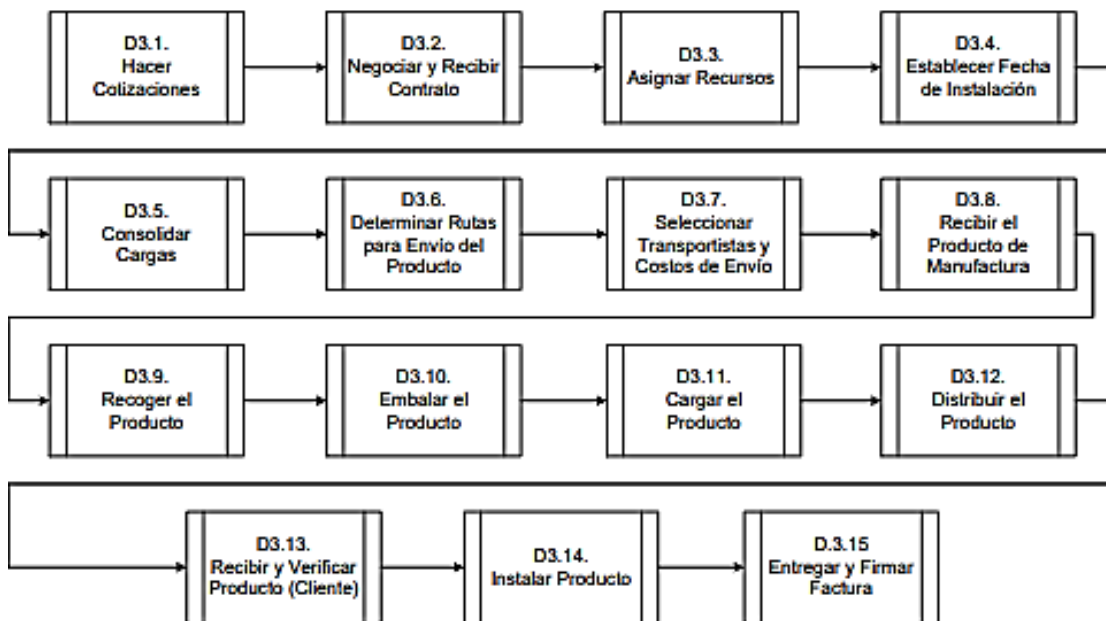 D3.1.
Hacer
Cotizaciones
D3.2.
Negociar y Recibir
Contrato
D3.3.
Asignar Recursos
D3.4.
Establecer Fecha
de Instalación
D3.5.
Consolidar
Cargas
D3.6.
Determinar Rutas
para Envío del
Producto
D3.7.
Seleccionar
Transportistas y
Costos de Envío
D3.8.
Recibir el
Producto de
Manufactura
D3.9.
Recoger el
Producto
D3.10.
Embalar el
Producto
D3.11.
Cargar el
Producto
D3.12.
Distribuir el
Producto
D3.13.
Recibir y Verificar
Producto (Cliente)
D3.14.
Instalar Producto
D.3.15
Entregar y Firmar
Factura